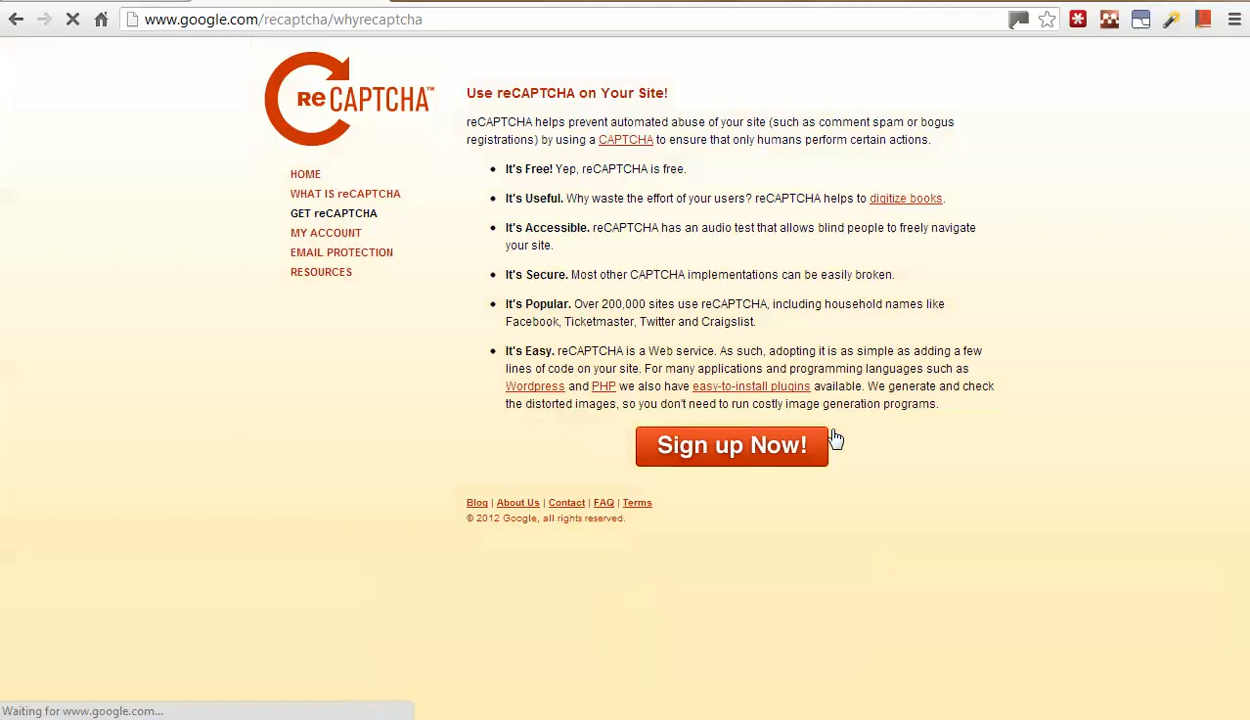 www.google.com/recaptcha/whyrecaptcha
ReCAPTCHA™
HOME
WHAT IS reCAPTCHA
GET reCAPTCHA
MY ACCOUNT
EMAIL PROTECTION
RESOURCES
Use reCAPTCHA on Your Site!
reCAPTCHA helps prevent automated abuse of your site (such as comment spam or bogus
registrations) by using a CAPTCHA to ensure that only humans perform certain actions.
It's Free! Yep, reCAPTCHA is free.
It's Useful. Why waste the effort of your users? reCAPTCHA helps to digitize books.
It's Accessible. reCAPTCHA has an audio test that allows blind people to freely navigate
your site.
It's Secure. Most other CAPTCHA implementations can be easily broken.
It's Popular. Over 200,000 sites use reCAPTCHA, including household names like
Facebook, Ticketmaster, Twitter and Craigslist.
It's Easy. reCAPTCHA is a Web service. As such, adopting it is as simple as adding a few
lines of code on your site. For many applications and programming languages such as
Wordpress and PHP we also have easy-to-install plugins available. We generate and check
the distorted images, so you don't need to run costly image generation programs.
Sign up Now!
Blog | About Us | Contact | FAQ | Terms
© 2012 Google, all rights reserved.
Waiting for www.google.com...